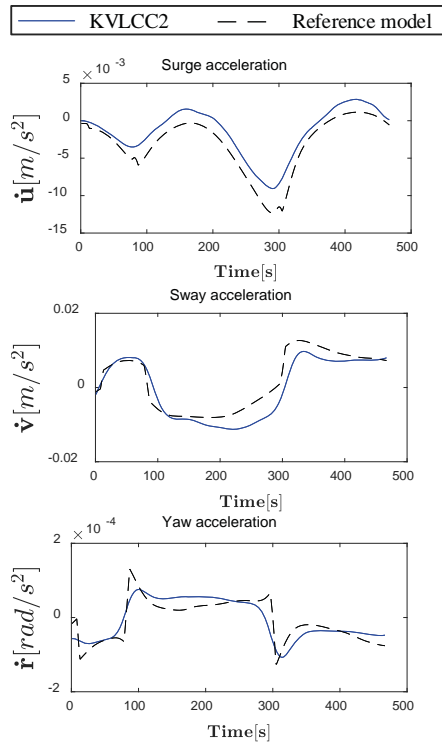 KVLCC2 Reference model
× 10⁻³ Surge acceleration
5
0
-5
-10
-15
u̇[m/s²]
0 100 200 300 400 500
Time[s]
Sway acceleration
0.02
0
-0.02
v̇[m/s²]
0 100 200 300 400 500
Time[s]
Yaw acceleration
× 10⁻⁴
2
0
-2
ṙ[rad/s²]
0 100 200 300 400 500
Time[s]